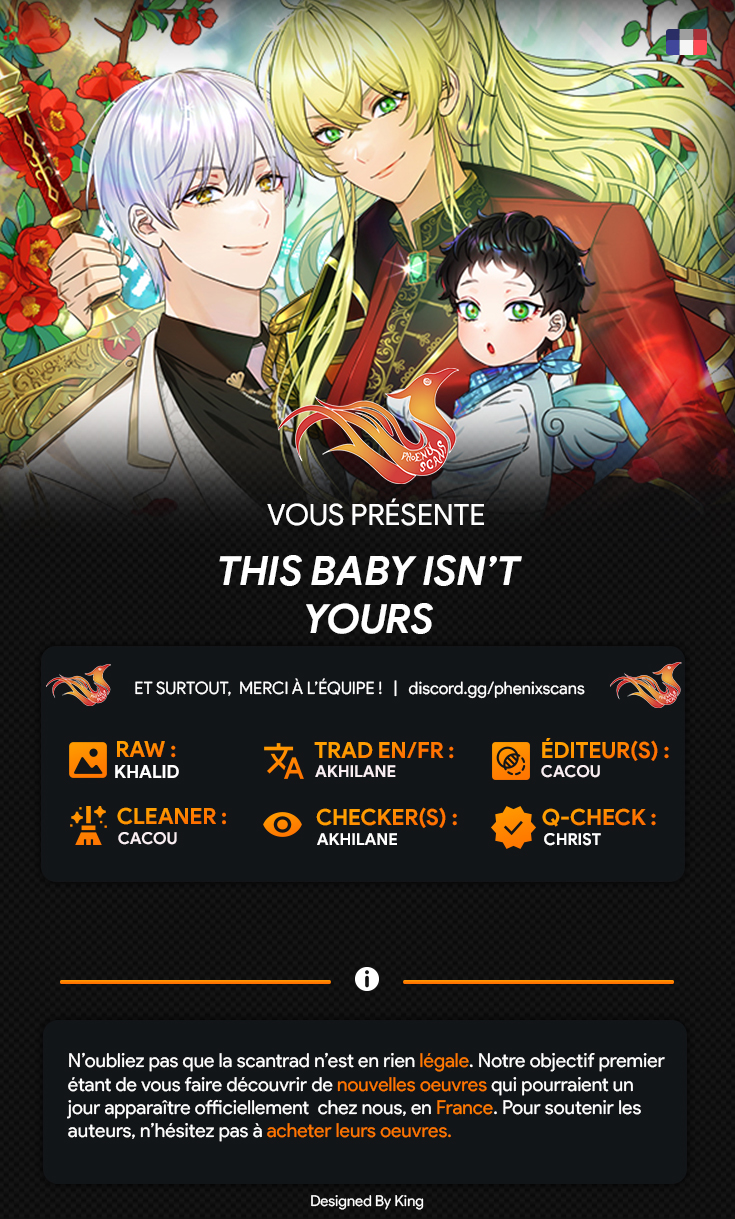 PHOENIX
SCANS
VOUS PRÉSENTE
THIS BABY ISN'T
YOURS
ET SURTOUT, MERCI À L'ÉQUIPE ! | discord.gg/phenixscans
RAW :
KHALID
TRAD EN/FR :
AKHILANE
ÉDITEUR(S) :
CACOU
CLEANER :
CACOU
CHECKER(S) :
AKHILANE
Q-CHECK :
CHRIST
N'oubliez pas que la scantrad n'est en rien légale. Notre objectif premier
étant de vous faire découvrir de nouvelles oeuvres qui pourraient un
jour apparaître officiellement chez nous, en France. Pour soutenir les
auteurs, n'hésitez pas à acheter leurs oeuvres.
Designed By King